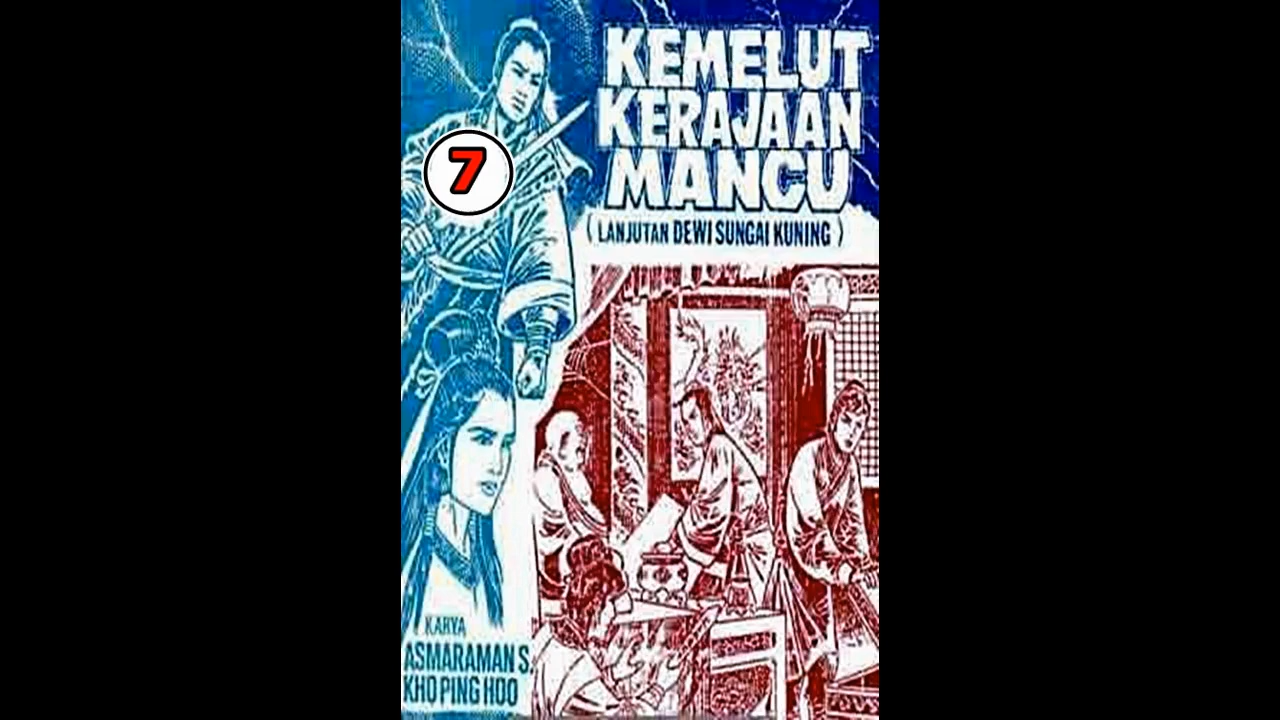 KEMELUT
KERAJAAN
MANCU
( LANJUTAN DEWI SUNGAI KUNING )
7
KARYA
ASMARAMAN S.
KHO PING HOO